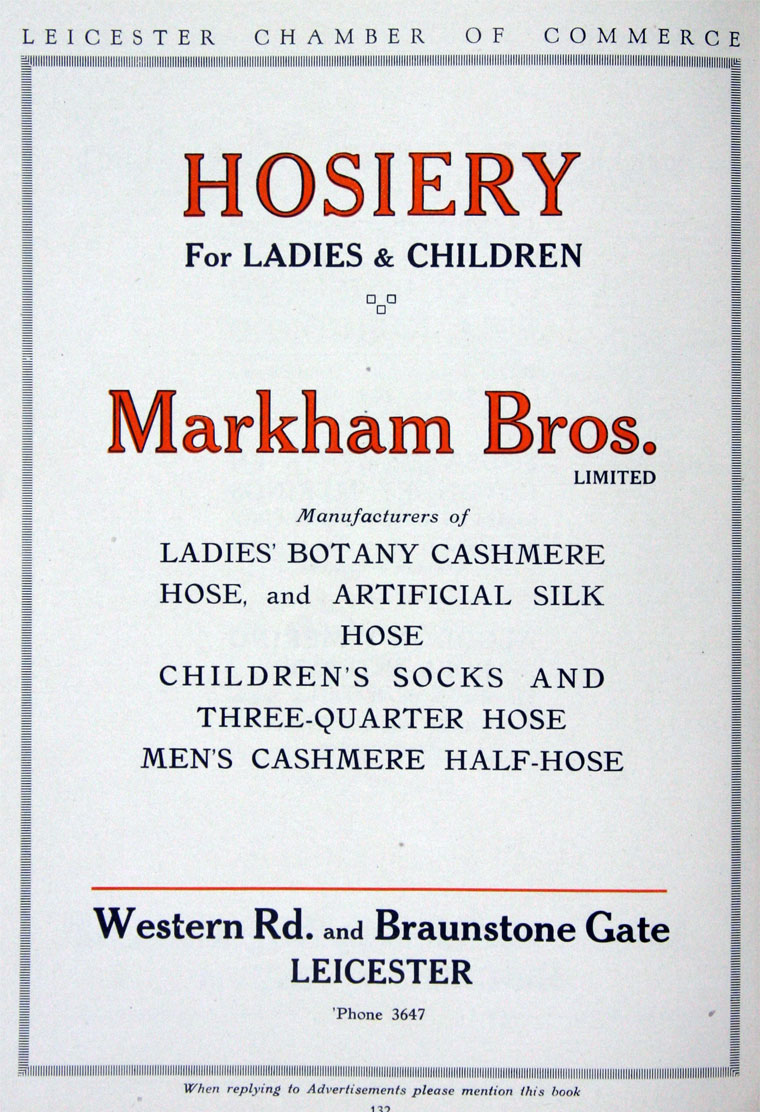 LEICESTER CHAMBER OF COMMERCE
HOSIERY
For LADIES & CHILDREN
Markham Bros.
LIMITED
Manufacturers of
LADIES' BOTANY CASHMERE
HOSE, and ARTIFICIAL SILK
HOSE
CHILDREN'S SOCKS AND
THREE-QUARTER HOSE
MEN'S CASHMERE HALF-HOSE
Western Rd. and Braunstone Gate
LEICESTER
'Phone 3647
When replying to Advertisements please mention this book
132